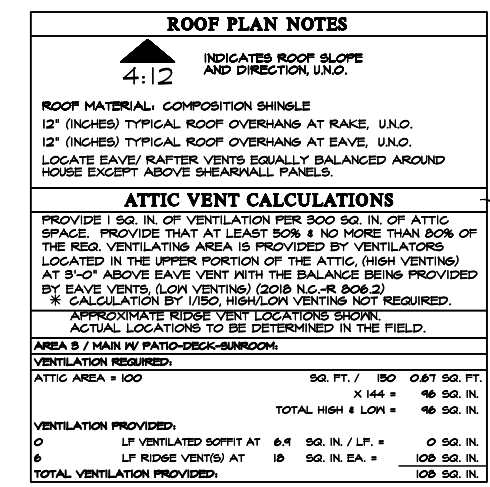 ROOF PLAN NOTES
4:12
INDICATES ROOF SLOPE
AND DIRECTION, U.N.O.
ROOF MATERIAL: COMPOSITION SHINGLE
12" (INCHES) TYPICAL ROOF OVERHANG AT RAKE, U.N.O.
12" (INCHES) TYPICAL ROOF OVERHANG AT EAVE, U.N.O.
LOCATE EAVE/ RAFTER VENTS EQUALLY BALANCED AROUND
HOUSE EXCEPT ABOVE SHEARWALL PANELS.
ATTIC VENT CALCULATIONS
PROVIDE 1 SQ. IN. OF VENTILATION PER 300 SQ. IN. OF ATTIC
SPACE. PROVIDE THAT AT LEAST 50% & NO MORE THAN 80% OF
THE REQ. VENTILATING AREA IS PROVIDED BY VENTILATORS
LOCATED IN THE UPPER PORTION OF THE ATTIC, (HIGH VENTING)
AT 3'-0" ABOVE EAVE VENT WITH THE BALANCE BEING PROVIDED
BY EAVE VENTS, (LOW VENTING) (2018 N.C.-R 806.2)
* CALCULATION BY 1/150, HIGH/LOW VENTING NOT REQUIRED.
APPROXIMATE RIDGE VENT LOCATIONS SHOWN.
ACTUAL LOCATIONS TO BE DETERMINED IN THE FIELD.
AREA 3 / MAIN W/ PATIO-DECK-SUNROOM:
VENTILATION REQUIRED:
ATTIC AREA = 100 SQ. FT. / 150 0.67 SQ. FT.
X 144 = 96 SQ. IN.
TOTAL HIGH & LOW = 96 SQ. IN.
VENTILATION PROVIDED:
0 LF VENTILATED SOFFIT AT 6.9 SQ. IN. / LF. = 0 SQ. IN.
6 LF RIDGE VENT(S) AT 18 SQ. IN. EA. = 108 SQ. IN.
TOTAL VENTILATION PROVIDED: 108 SQ. IN.